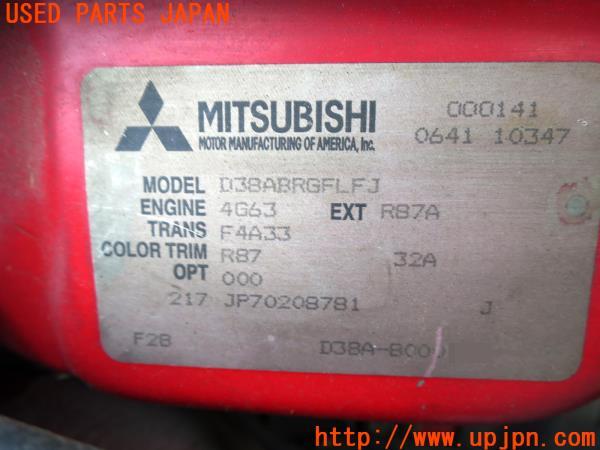 USED PARTS JAPAN
MITSUBISHI
MOTOR MANUFACTURING OF AMERICA, Inc.
000141
0641 10347
MODEL D38ABRGFLFJ
ENGINE 4G63 EXT R87A
TRANS F4A33
COLOR TRIM R87 32A
OPT 000
217 JP70208781 J
F28 D38A-800
http://www.upjpn.com